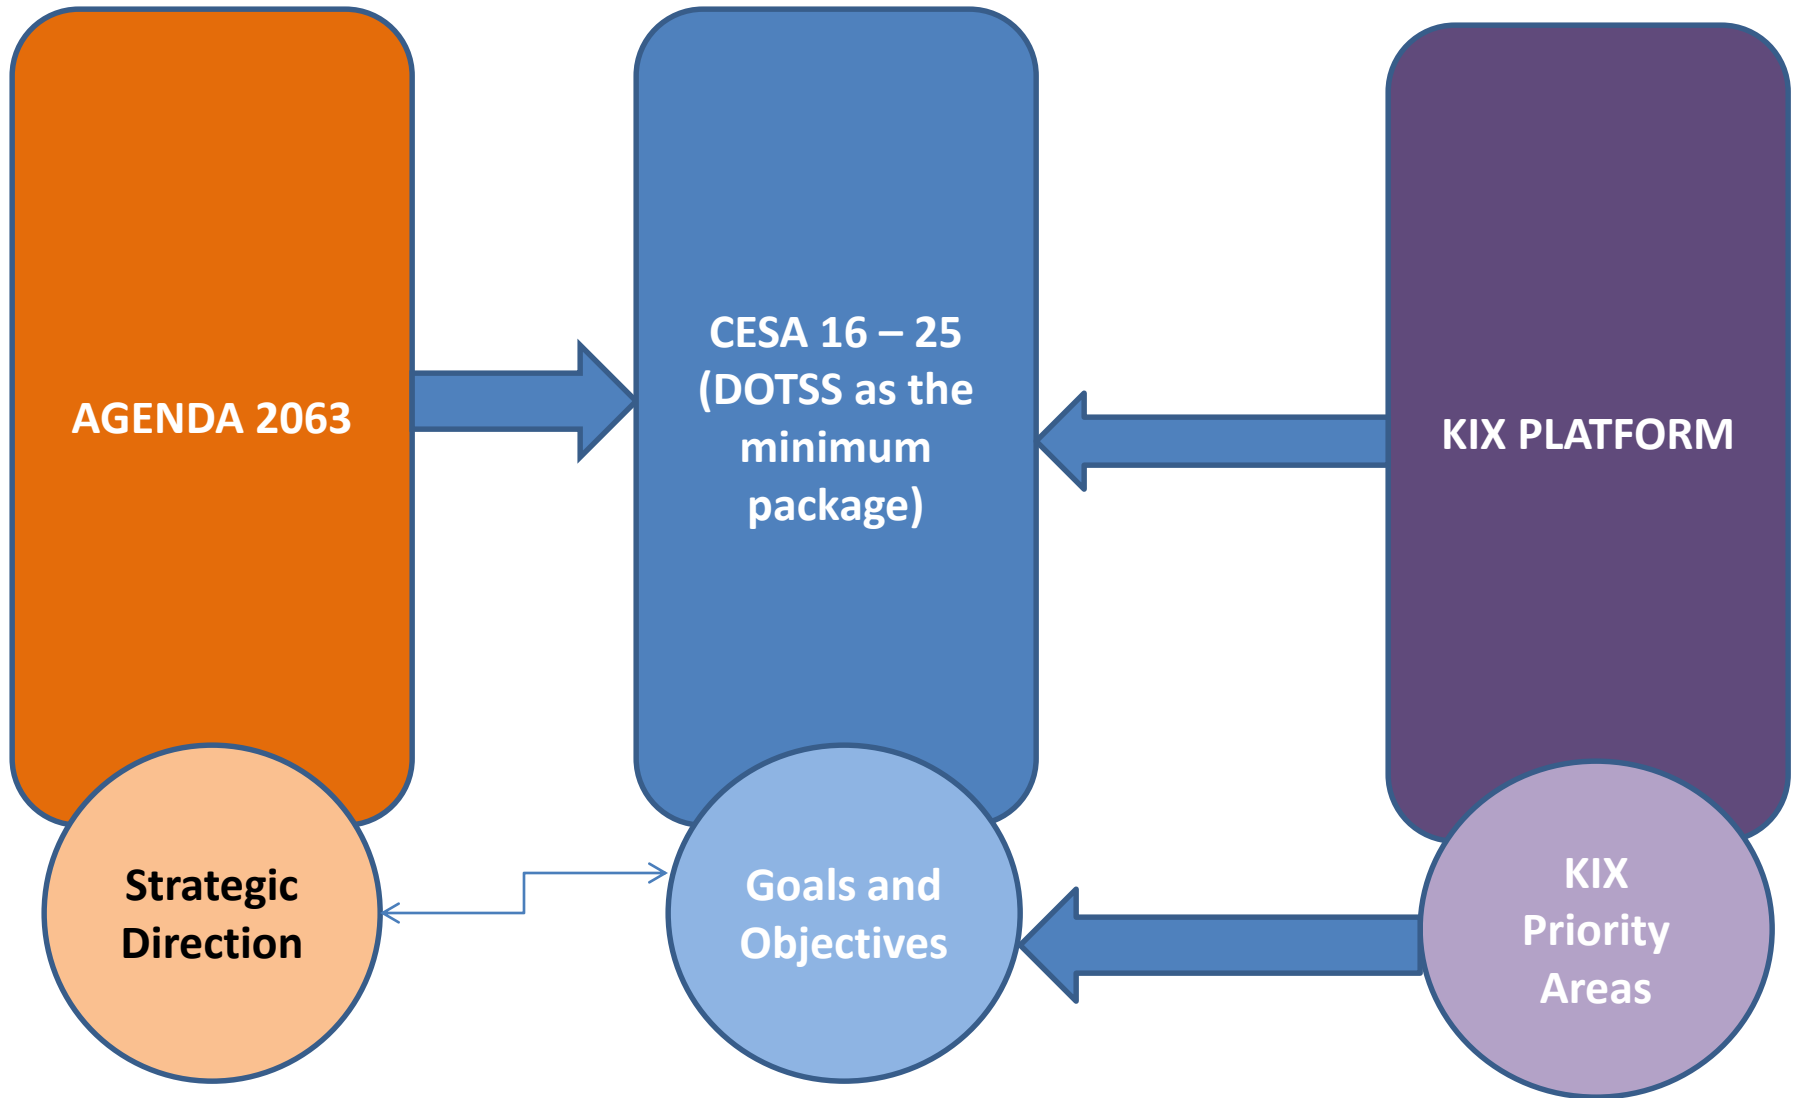 AGENDA 2063
CESA 16 – 25
(DOTSS as the
minimum
package)
KIX PLATFORM
Strategic
Direction
Goals and
Objectives
KIX
Priority
Areas